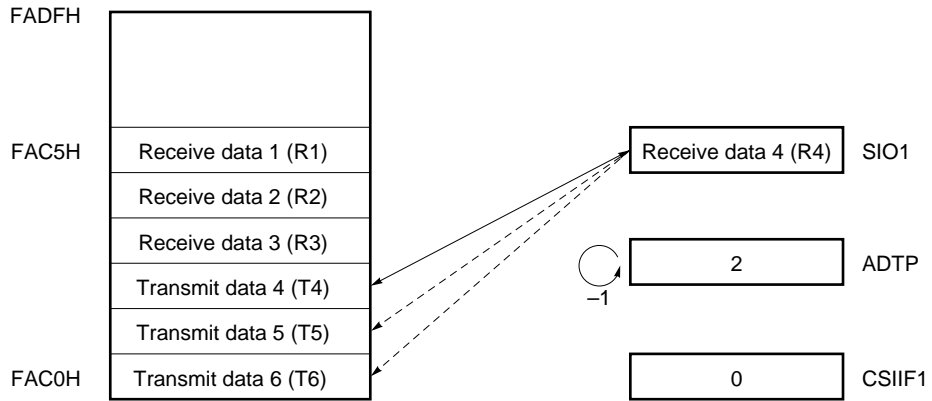 FADFH
FAC5H Receive data 1 (R1) Receive data 4 (R4) SIO1
Receive data 2 (R2)
Receive data 3 (R3) 2 ADTP
Transmit data 4 (T4) –1
Transmit data 5 (T5)
FAC0H Transmit data 6 (T6) 0 CSIIF1